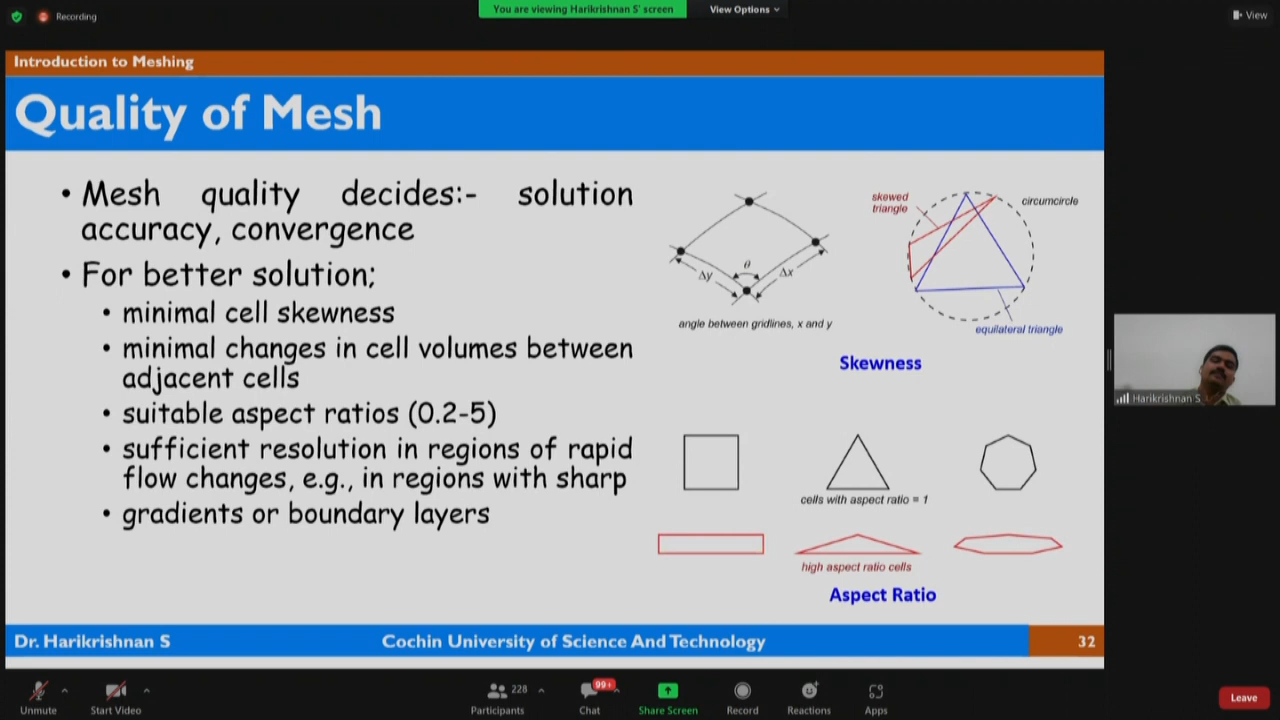 Recording
You are viewing Harikrishnan S' screen
View Options
View
Introduction to Meshing
Quality of Mesh
• Mesh quality decides:- solution
accuracy, convergence
• For better solution;
• minimal cell skewness
• minimal changes in cell volumes between
adjacent cells
• suitable aspect ratios (0.2-5)
• sufficient resolution in regions of rapid
flow changes, e.g., in regions with sharp
• gradients or boundary layers
θ
Δy
Δx
angle between gridlines, x and y
skewed
triangle
circumcircle
equilateral triangle
Skewness
cells with aspect ratio = 1
high aspect ratio cells
Aspect Ratio
Harikrishnan S
Dr. Harikrishnan S
Cochin University of Science And Technology
32
Unmute
Start Video
228
Participants
99+
Chat
Share Screen
Record
Reactions
Apps
Leave